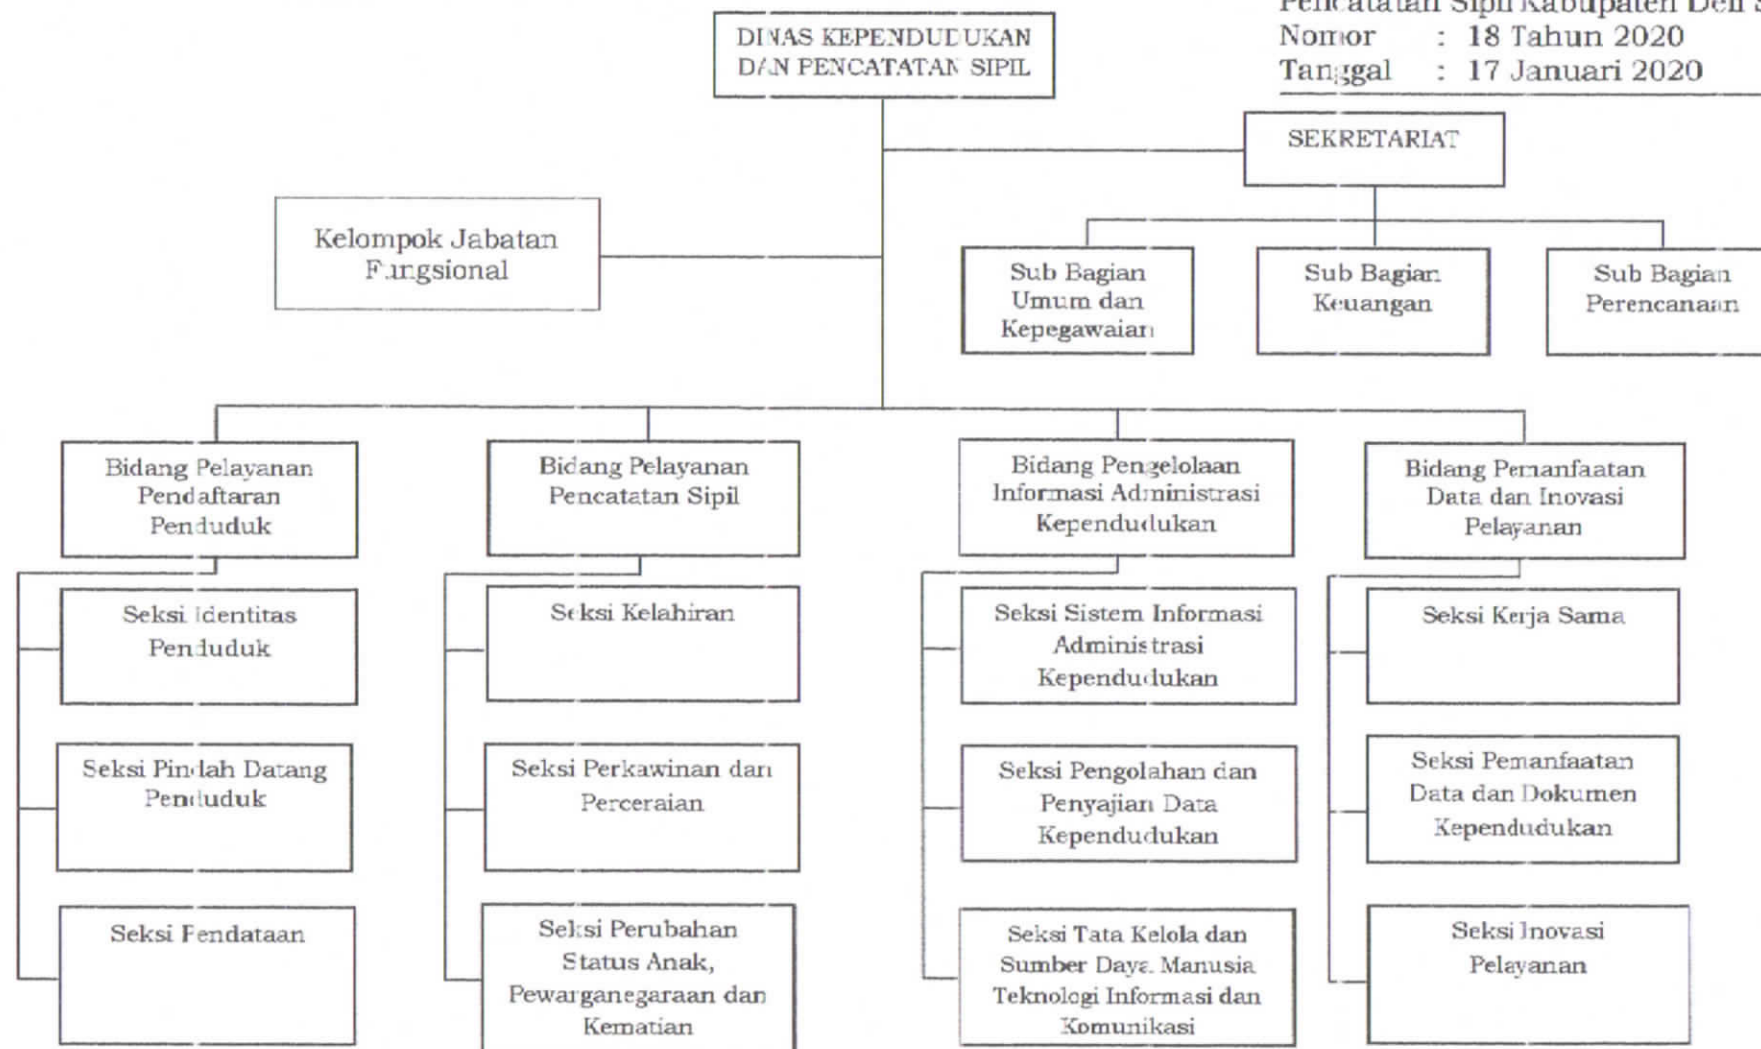 Pencatatan Sipil Kabupaten Deli
Nomor : 18 Tahun 2020
Tanggal : 17 Januari 2020
DINAS KEPENDUDUKAN
DAN PENCATATAN SIPIL
SEKRETARIAT
Kelompok Jabatan
Fungsional
Sub Bagian
Umum dan
Kepegawaian
Sub Bagian
Keuangan
Sub Bagian
Perencanaan
Bidang Pelayanan
Pendaftaran
Penduduk
Bidang Pelayanan
Pencatatan Sipil
Bidang Pengelolaan
Informasi Administrasi
Kependudukan
Bidang Pemanfaatan
Data dan Inovasi
Pelayanan
Seksi Identitas
Penduduk
Seksi Kelahiran
Seksi Sistem Informasi
Administrasi
Kependudukan
Seksi Kerja Sama
Seksi Pindah Datang
Penduduk
Seksi Perkawinan dan
Perceraian
Seksi Pengolahan dan
Penyajian Data
Kependudukan
Seksi Pemanfaatan
Data dan Dokumen
Kependudukan
Seksi Pendataan
Seksi Perubahan
Status Anak,
Pewarganegaraan dan
Kematian
Seksi Tata Kelola dan
Sumber Daya Manusia
Teknologi Informasi dan
Komunikasi
Seksi Inovasi
Pelayanan